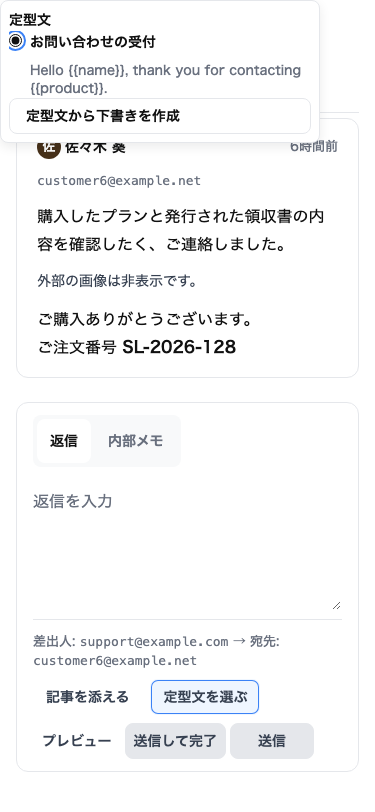 定型文
お問い合わせの受付
Hello {{name}}, thank you for contacting
{{product}}.
定型文から下書きを作成
佐 佐々木 葵 6時間前
customer6@example.net
購入したプランと発行された領収書の内
容を確認したく、ご連絡しました。
外部の画像は非表示です。
ご購入ありがとうございます。
ご注文番号 SL-2026-128
返信 内部メモ
返信を入力
差出人: support@example.com → 宛先:
customer6@example.net
記事を添える 定型文を選ぶ
プレビュー 送信して完了 送信